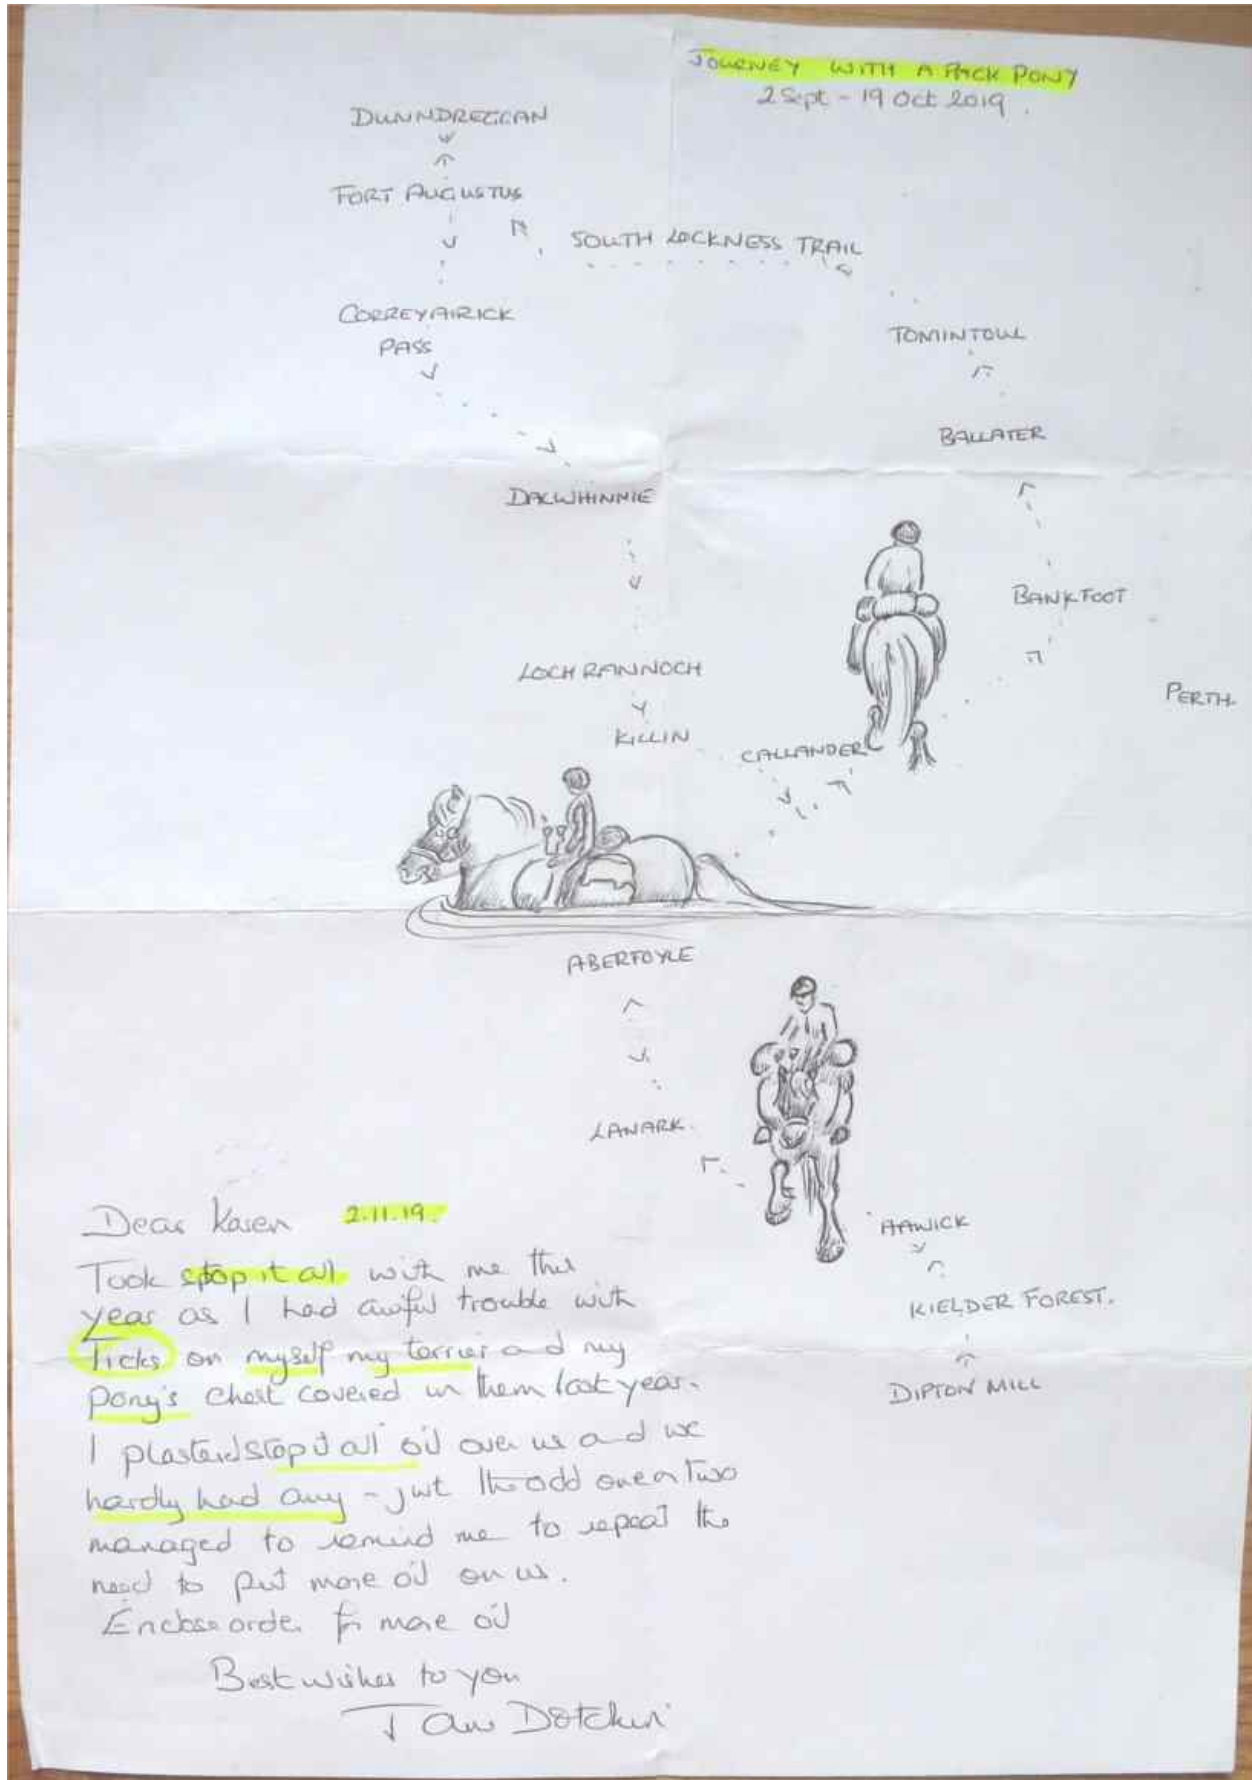 JOURNEY WITH A PACK PONY
2 Sept - 19 Oct 2019.
DUNNDREGGAN
FORT AUGUSTUS
SOUTH LOCKNESS TRAIL
CORREYAIRICK
PASS
TOMINTOUL
BALLATER
DALWHINNIE
BANKFOOT
LOCH RANNOCH
PERTH
KILLIN
CALLANDER
ABERFOYLE
LANARK.
HAWICK
KIELDER FOREST.
DIPTON MILL
Dear Karen 2.11.19.
Took stop it all with me this
year as I had awful trouble with
Ticks on myself my terrier and my
pony's chest covered in them last year.
I plastered stop it all oil over us and we
hardly had any - just the odd one or two
managed to remind me to repeat the
need to put more oil on us.
Enclose order for more oil
Best wishes to you
Jane Dotchin